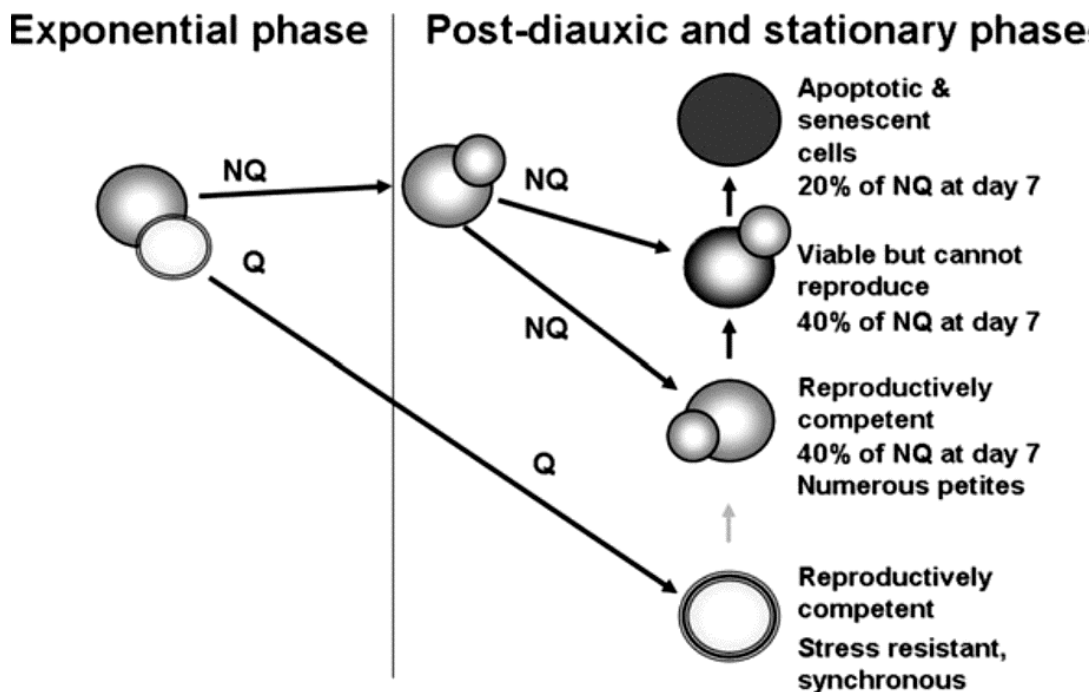 Exponential phase
Post-diauxic and stationary phase
NQ
Q
NQ
NQ
Q
Apoptotic &
senescent
cells
20% of NQ at day 7
Viable but cannot
reproduce
40% of NQ at day 7
Reproductively
competent
40% of NQ at day 7
Numerous petites
Reproductively
competent
Stress resistant,
synchronous